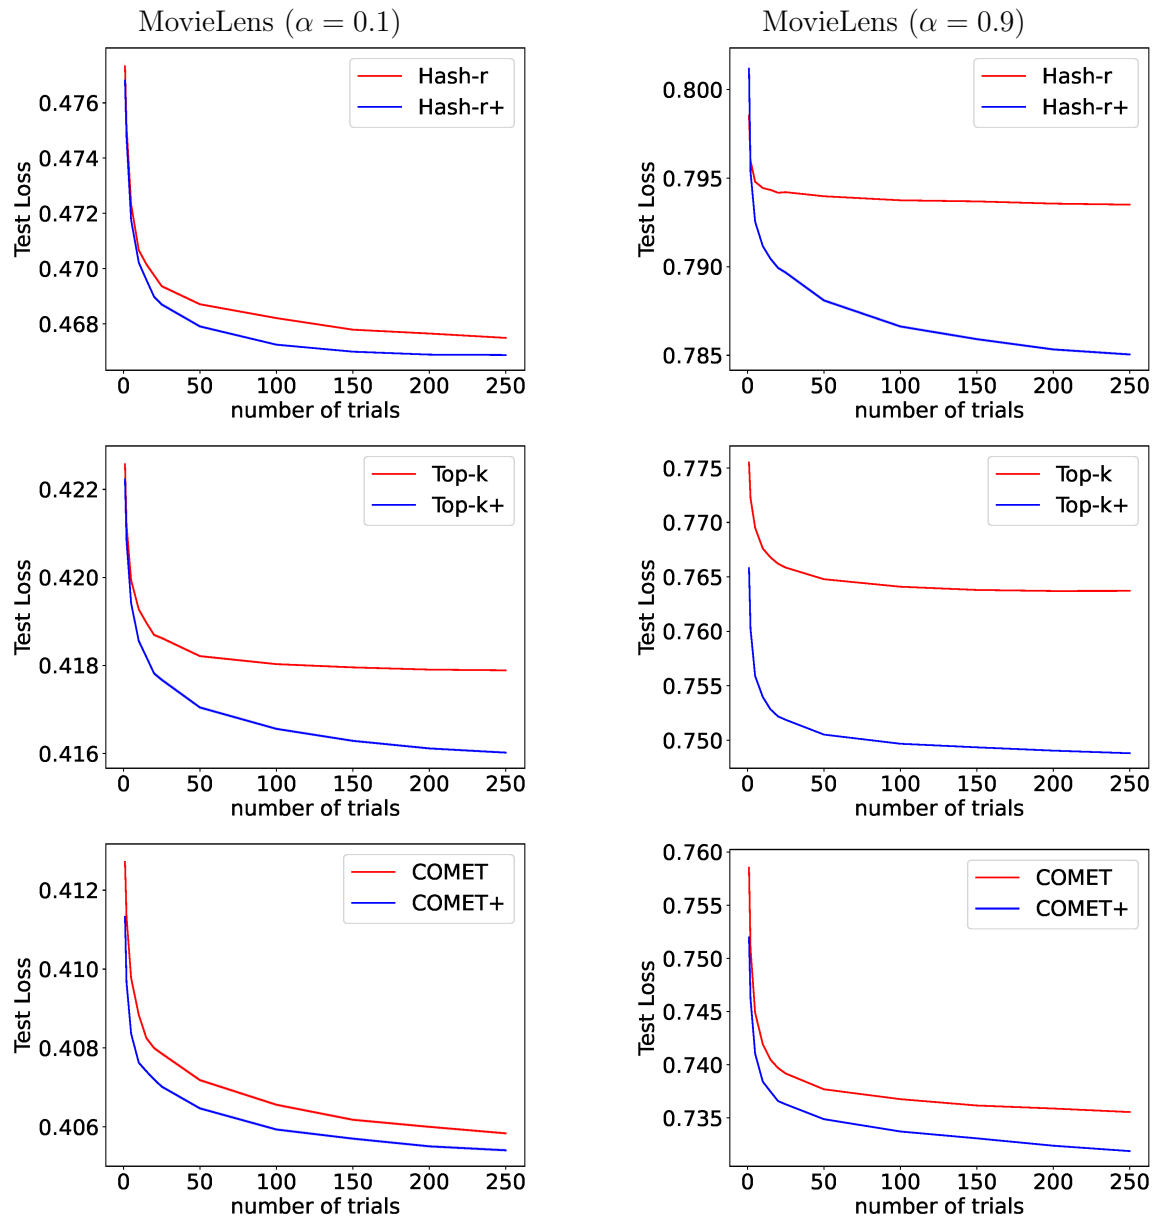 MovieLens (α = 0.1)
MovieLens (α = 0.9)
Hash-r
Hash-r+
0.476
0.474
0.472
0.470
0.468
Test Loss
0 50 100 150 200 250
number of trials
Hash-r
Hash-r+
0.800
0.795
0.790
0.785
Test Loss
0 50 100 150 200 250
number of trials
Top-k
Top-k+
0.422
0.420
0.418
0.416
Test Loss
0 50 100 150 200 250
number of trials
Top-k
Top-k+
0.775
0.770
0.765
0.760
0.755
0.750
Test Loss
0 50 100 150 200 250
number of trials
COMET
COMET+
0.412
0.410
0.408
0.406
Test Loss
0 50 100 150 200 250
number of trials
COMET
COMET+
0.760
0.755
0.750
0.745
0.740
0.735
Test Loss
0 50 100 150 200 250
number of trials